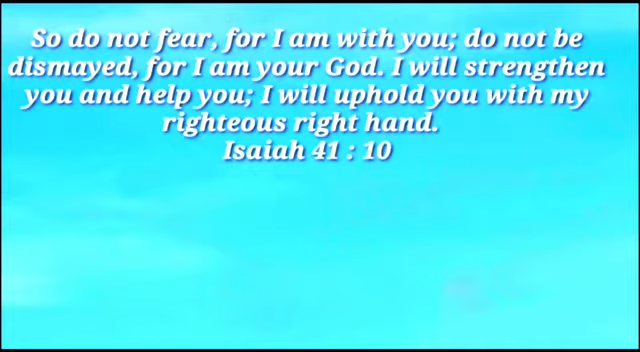 So do not fear, for I am with you; do not be
dismayed, for I am your God. I will strengthen
you and help you; I will uphold you with my
righteous right hand.
Isaiah 41 : 10